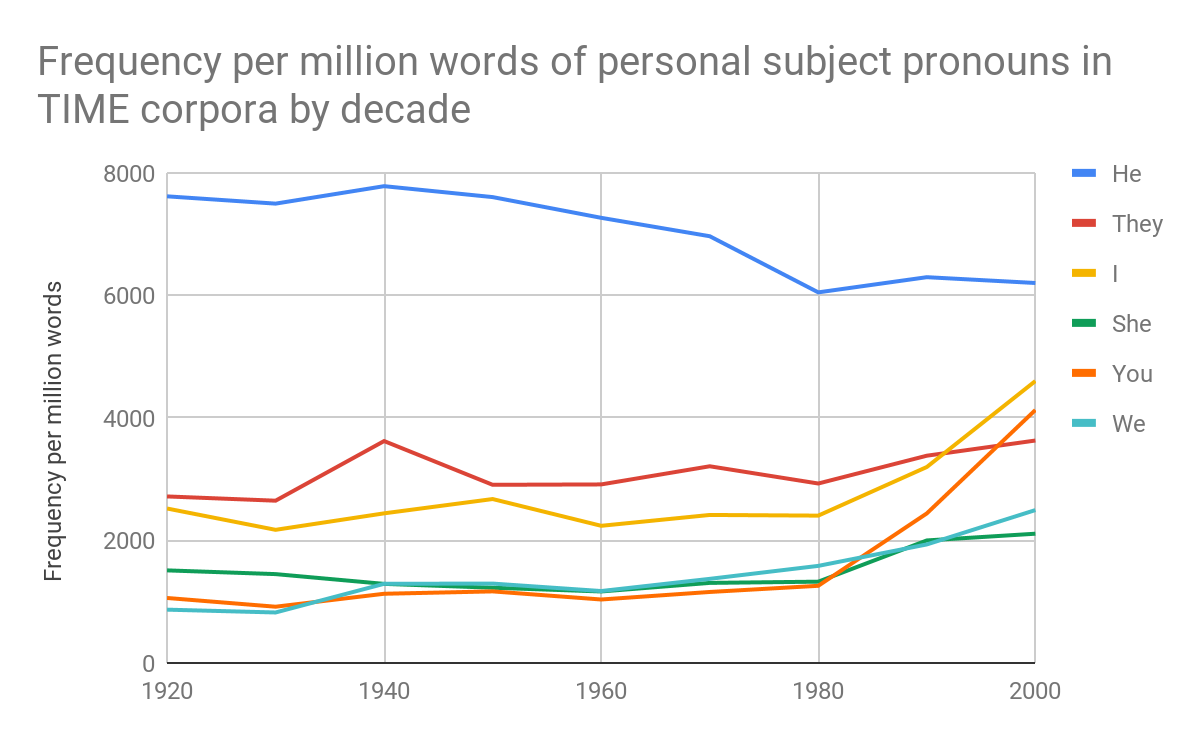 Frequency per million words of personal subject pronouns in
TIME corpora by decade
Frequency per million words
8000
6000
4000
2000
0
1920
1940
1960
1980
2000
He
They
I
She
You
We